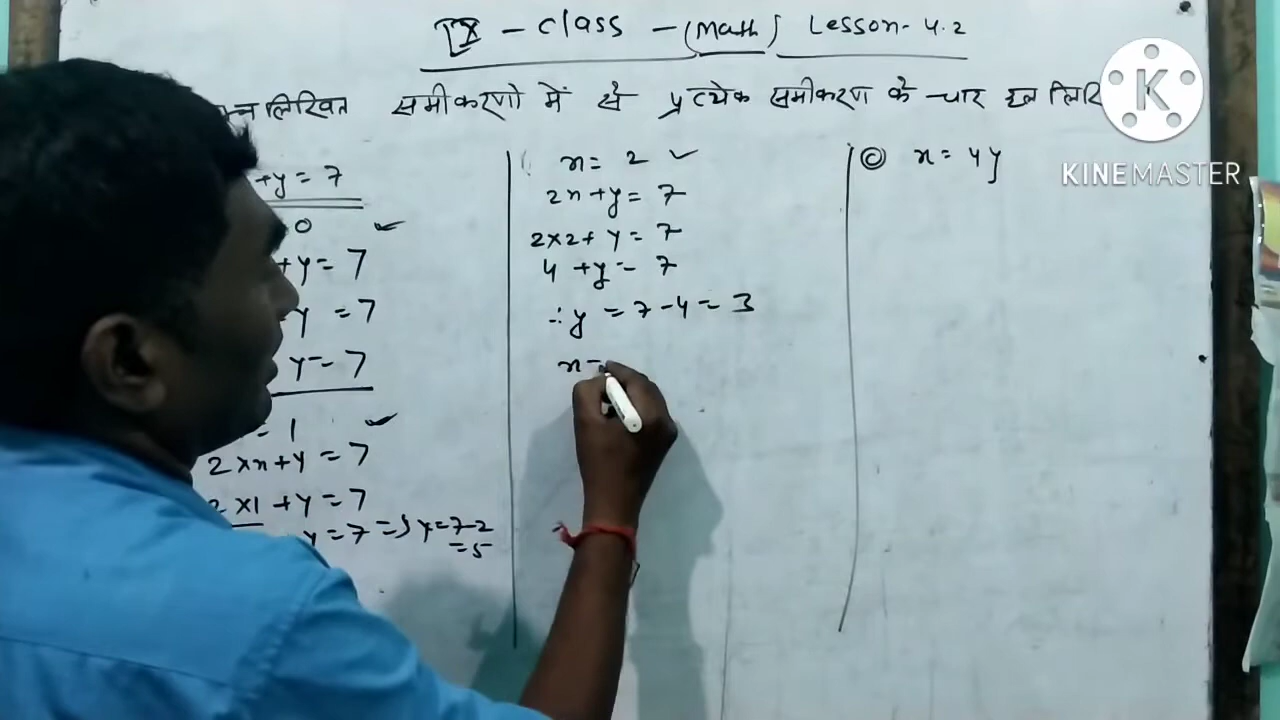 IX - class - (Math) Lesson - 4.2
लिखित समीकरणो में से प्रत्येक समीकरण के चार हल
KINEMASTER
+y = 7
0
+y = 7
y = 7
y = 7
= 1
2xn+y = 7
2x1 +y = 7
y = 7 => y = 7-2
= 5
n = 2
2n+y = 7
2x2+ y = 7
4 +y = 7
∴ y = 7-4 = 3
n =
© n = 4y